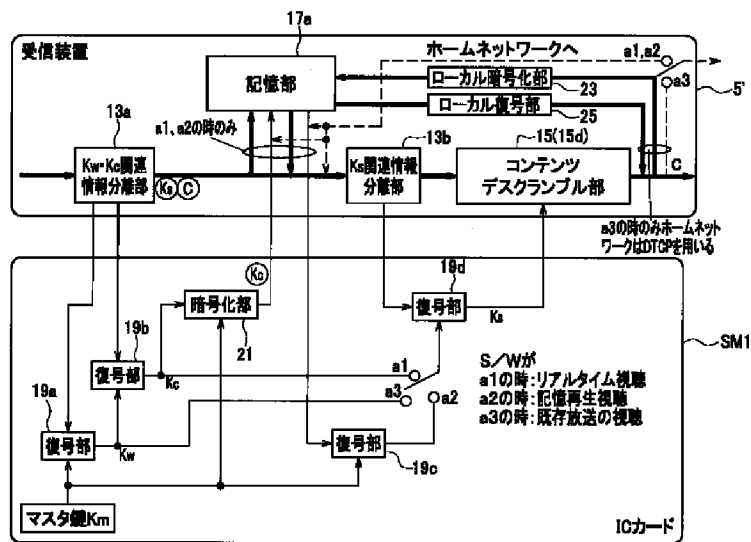 17a
受信装置
記憶部
ホームネットワークへ
a1,a2
a3
ローカル暗号化部
23
ローカル復号部
25
5'
13a
a1、a2の時のみ
13b
15(15d)
Kw・Kc関連
情報分離部
Ks
C
Ks関連情報
分離部
コンテンツ
デスクランブル部
C
a3の時のみホームネット
ワークはDTCPを用いる
Kc
19d
暗号化部
21
復号部
Ks
19b
復号部
Kc
a1
a3
a2
S/Wが
a1の時:リアルタイム視聴
a2の時:記憶再生視聴
a3の時:既存放送の視聴
SM1
19a
復号部
Kw
復号部
19c
マスタ鍵Km
ICカード